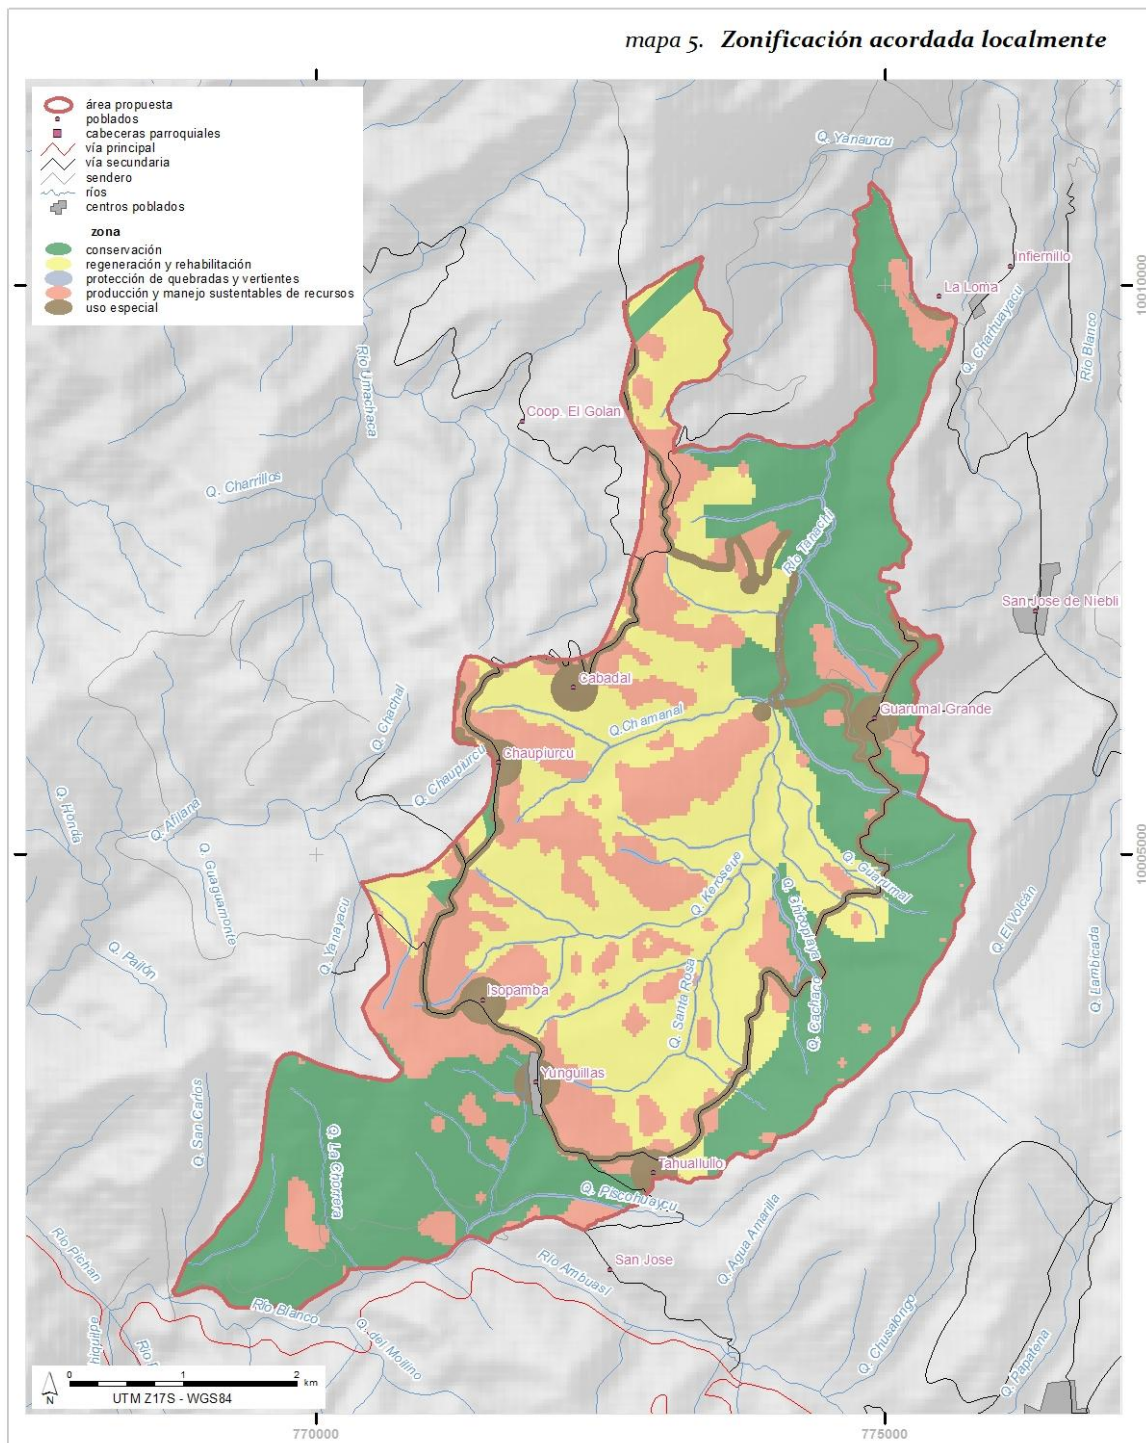 mapa 5. Zonificación acordada localmente
área propuesta
poblados
cabeceras parroquiales
vía principal
vía secundaria
sendero
ríos
centros poblados
zona
conservación
regeneración y rehabilitación
protección de quebradas y vertientes
producción y manejo sustentables de recursos
uso especial
Q. Yanaurcu
Infiernillo
La Loma
10010000
Q. Charhuayacu
Río Blanco
Río Umachaca
Coop. El Golan
Q. Charrillos
Río Tanachi
San Jose de Niebli
Cabadal
Q. Chachal
Q.Chamanal
Guarumal Grande
Chaupiurcu
Q. Chaupiurcu
Q. Honda
Q. Afilana
10005000
Q. Guaguamonte
Q. Keroseue
Q. Guarumal
Q. Chicoplaya
Q. Yanayacu
Q. Pailón
Q. El Volcán
Q. Lambicada
Isopamba
Q. Santa Rosa
Q. Cachaco
Yunguillas
Q. San Carlos
Q. La Chorrera
Tahuallullo
Q. Piscohuaycu
Q. Agua Amarilla
Río Pichan
Río Ambuasi
San Jose
Río Blanco
Q. del Mollino
Q. Chusalongo
Q. Papatena
0 1 2
km
N
UTM Z17S - WGS84
770000
775000